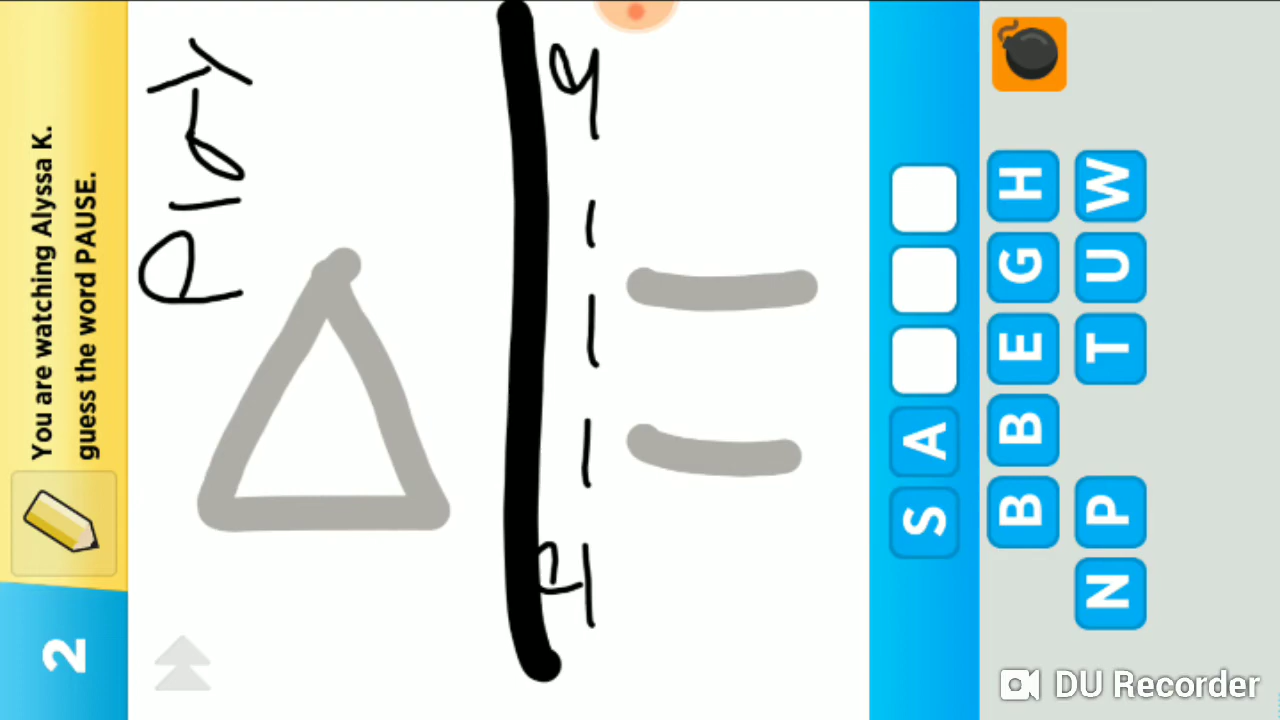 2
You are watching Alyssa K.
guess the word PAUSE.
Play
P _ _ _ e
S A
B B E G H
N P T U W
DU Recorder